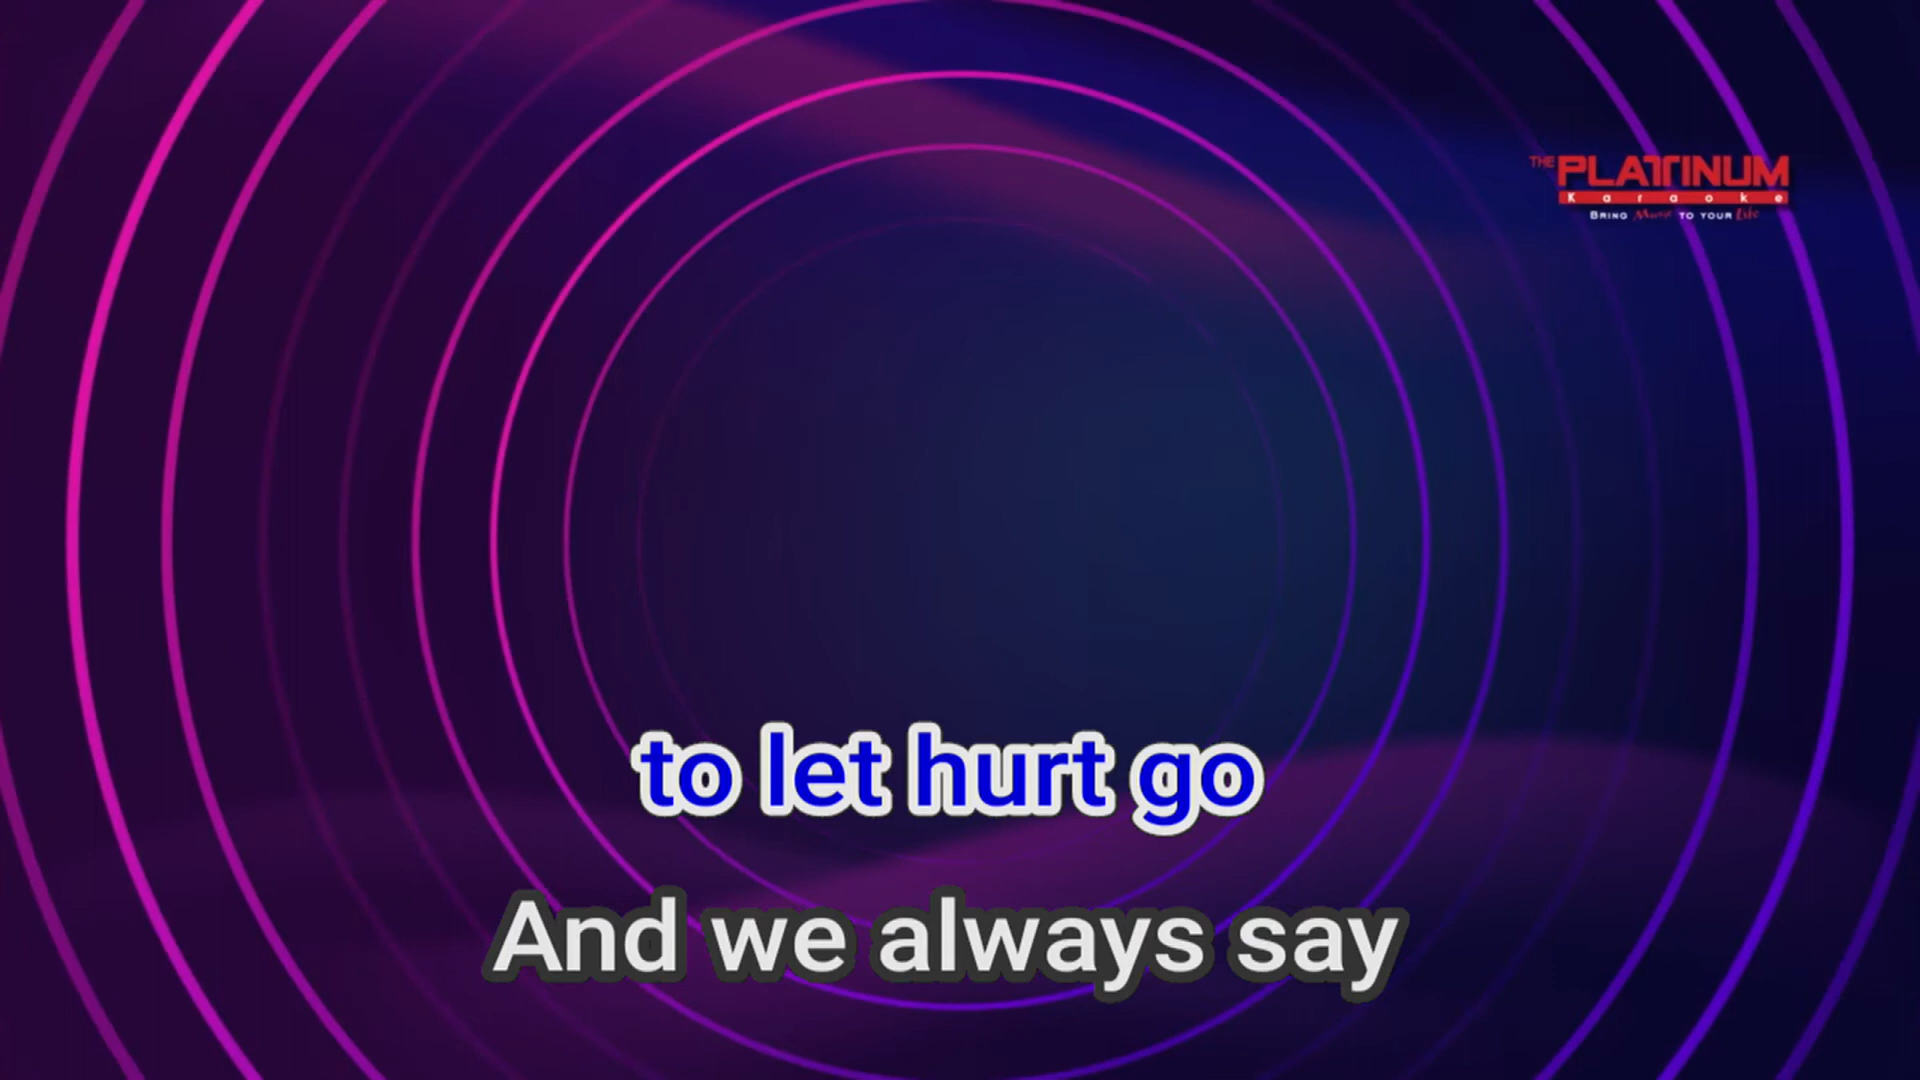 THE PLATINUM
Karaoke
BRING Music TO YOUR Life
to let hurt go
And we always say